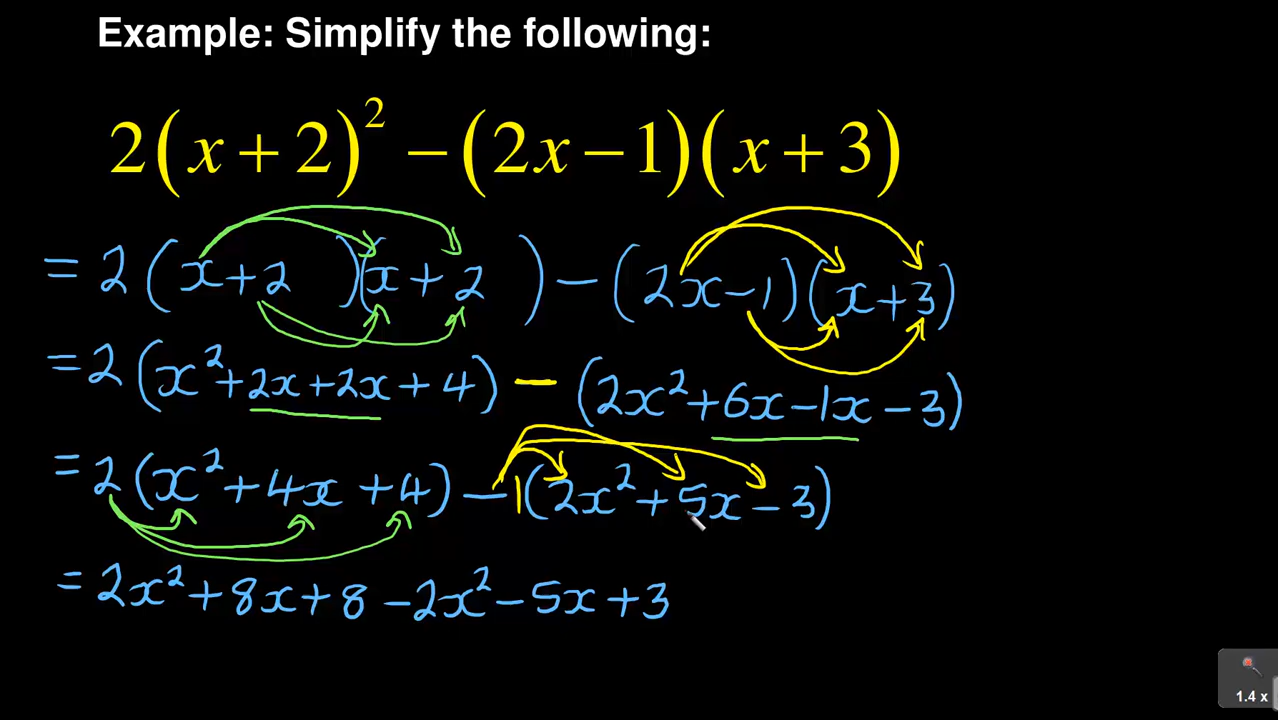 Example: Simplify the following:
2(x+2)² − (2x−1)(x+3)
= 2(x+2)(x+2) − (2x−1)(x+3)
= 2(x²+2x+2x+4) − (2x²+6x−1x−3)
= 2(x²+4x+4) − 1(2x²+5x−3)
= 2x²+8x+8−2x²−5x+3
1.4 x